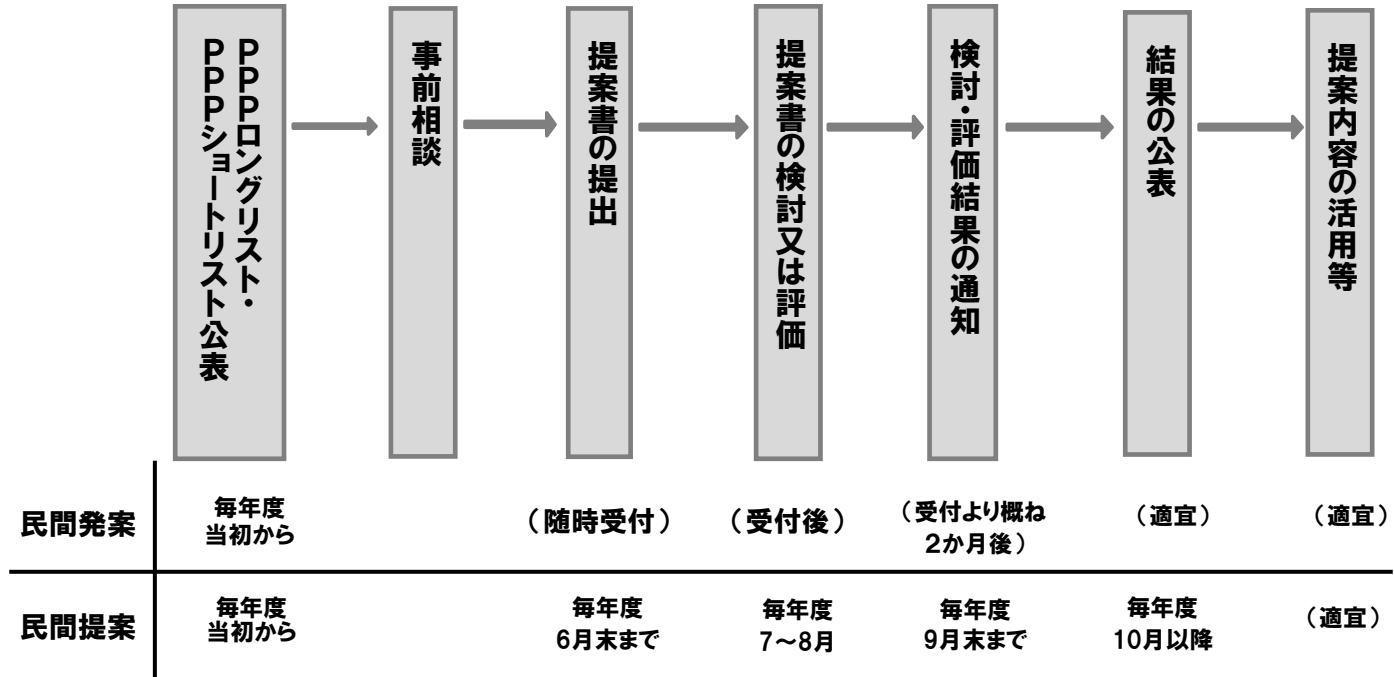 PPPロングリスト・
PPPショートリスト公表
事前相談
提案書の提出
提案書の検討又は評価
検討・評価結果の通知
結果の公表
提案内容の活用等
民間発案
毎年度
当初から
（随時受付）
（受付後）
（受付より概ね
２か月後）
（適宜）
（適宜）
民間提案
毎年度
当初から
毎年度
6月末まで
毎年度
7～8月
毎年度
9月末まで
毎年度
10月以降
（適宜）